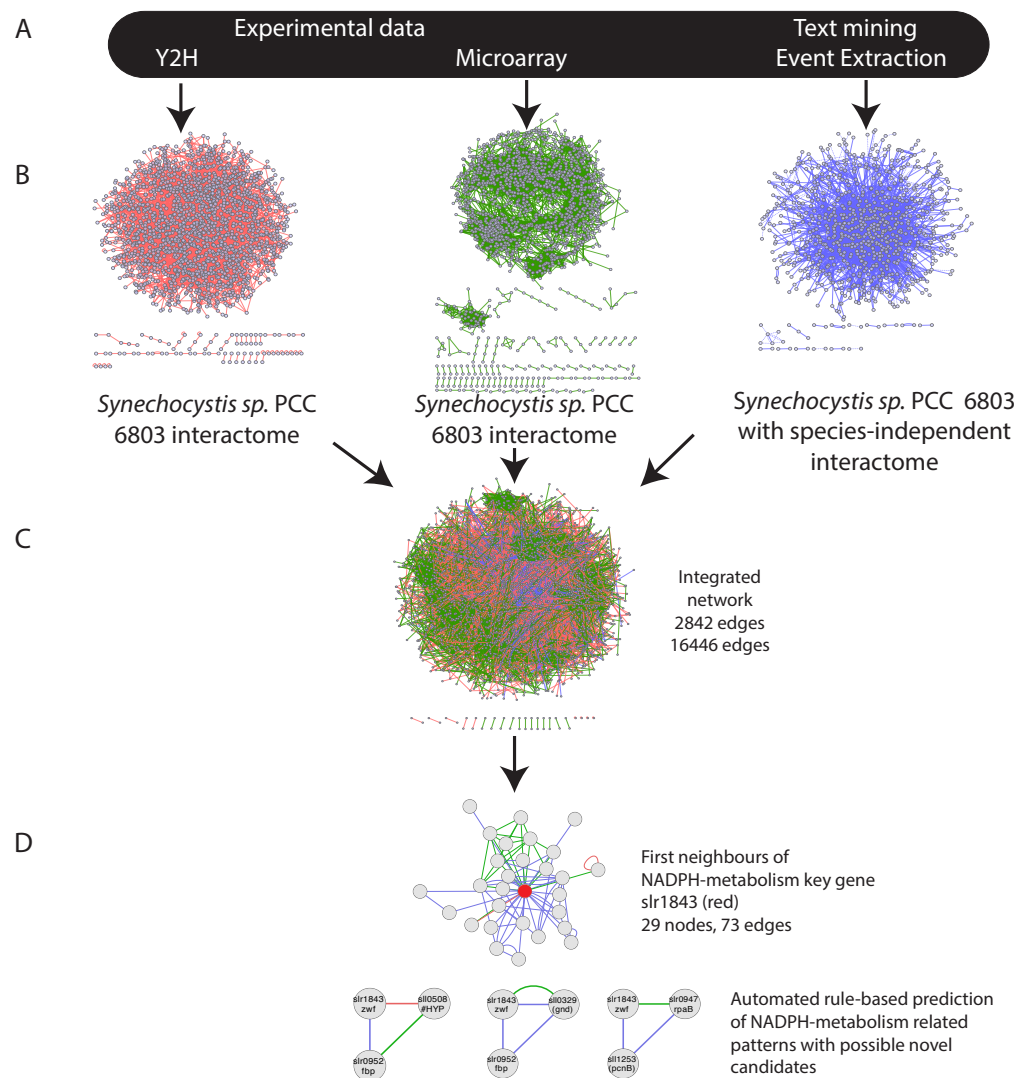 A
Experimental data
Text mining
Y2H
Microarray
Event Extraction
B
Synechocystis sp. PCC
6803 interactome
Synechocystis sp. PCC
6803 interactome
Synechocystis sp. PCC 6803
with species-independent
interactome
C
Integrated
network
2842 edges
16446 edges
D
First neighbours of
NADPH-metabolism key gene
slr1843 (red)
29 nodes, 73 edges
slr1843
zwf
sll0508
#HYP
slr0952
fbp
slr1843
zwf
sll0329
(gnd)
slr0952
fbp
slr1843
zwf
slr0947
rpaB
sll1253
(pcnB)
Automated rule-based prediction
of NADPH-metabolism related
patterns with possible novel
candidates